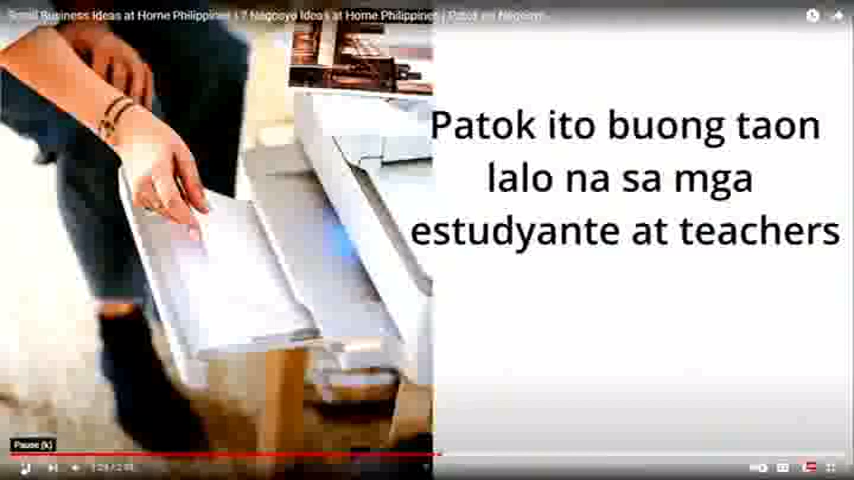 Small Business Ideas at Home Philippines | 7 Negosyo Ideas at Home Philippines | Patok na Negosyo
Patok ito buong taon
lalo na sa mga
estudyante at teachers
Pause (k)